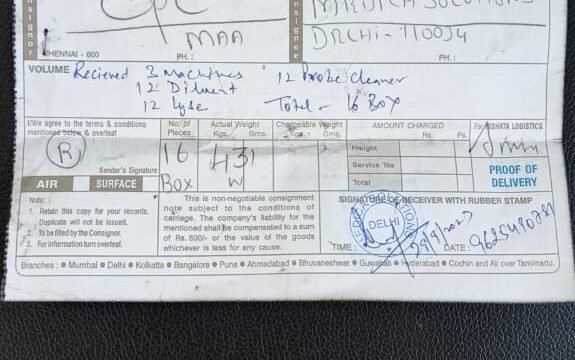 MEDICA SOLUTIONS
MAA
DELHI-110034
CHENNAI - 600
PH. :
PH. :
VOLUME Recieved 3 Machines 12 Probe Cleaner
12 Diluent
12 Lyse Total - 16 Box
I/We agree to the terms & conditions mentioned below & overleaf
No. of Pieces
Actual Weight Kgs. Gms.
Chargeable Weight Kgs. Gms.
AMOUNT CHARGED Rs. Ps.
LOGISTICS
R
16 Box
431
W
Freight
Service Tax
Total
Sender's Signature
AIR SURFACE
PROOF OF DELIVERY
Note:
1. Retain this copy for your records. Duplicate will not be issued.
2. To be filled by the Consignor.
3. For information turn overleaf.
This is non-negotiable consignment
note subject to the conditions of
carriage. The company's liability for the
mentioned shall be compensated to a sum
of Rs. 500/- or the value of the goods
whichever is less for any cause.
SIGNATURE OF RECEIVER WITH RUBBER STAMP
DELHI
TIME :
DATE :
Branches : Mumbai Delhi Kolkatta Bangalore Pune Ahmedabad Bhuvaneshwar Guwahati Hyderabad Cochin and All over Tamilnadu.